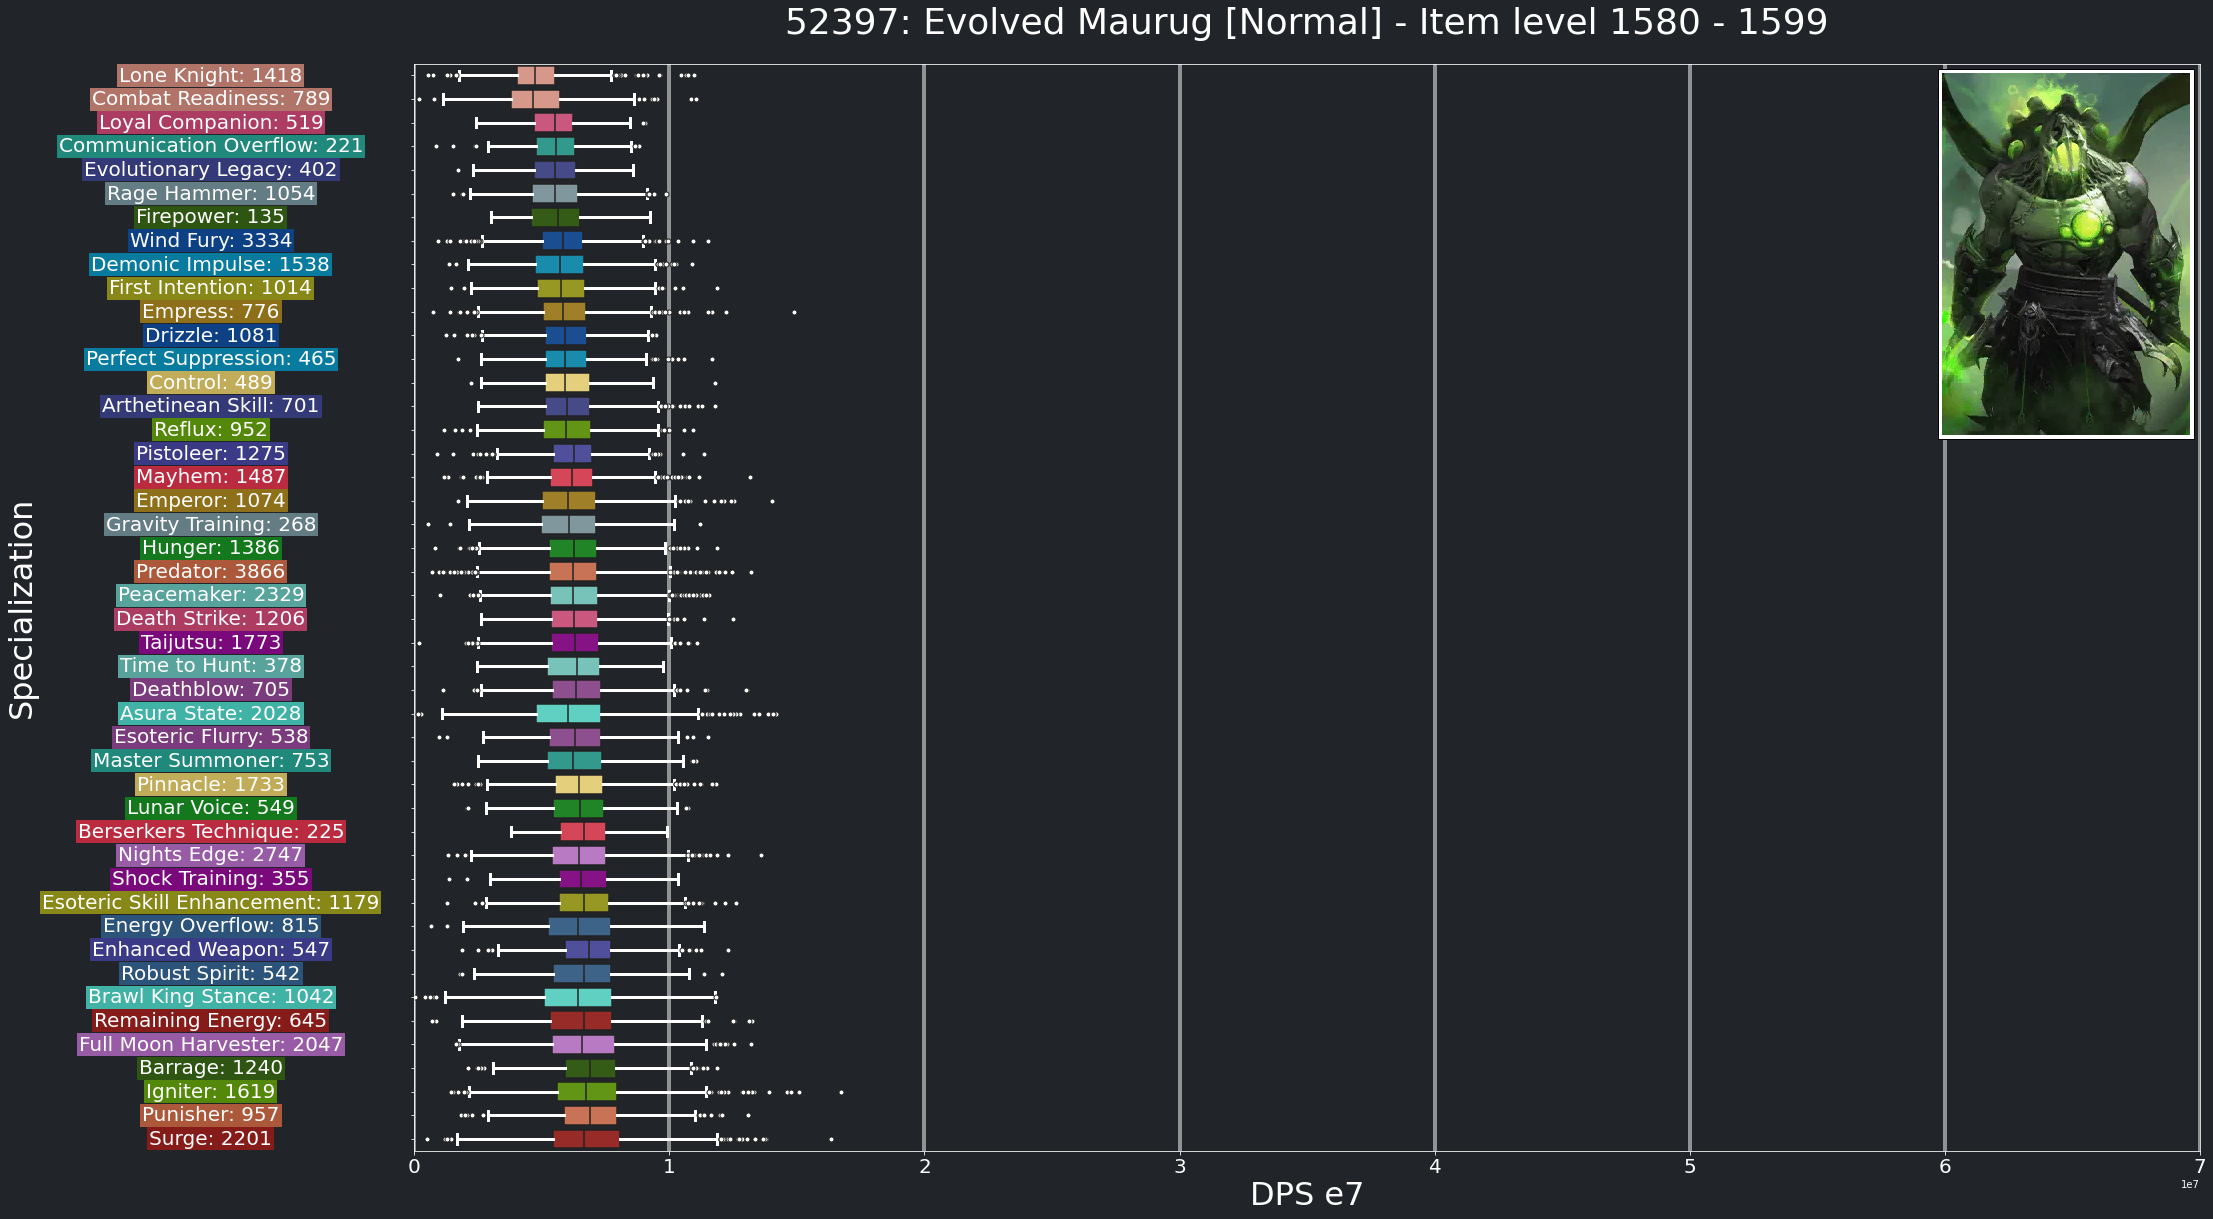 52397: Evolved Maurug [Normal] - Item level 1580 - 1599
Specialization
Lone Knight: 1418
Combat Readiness: 789
Loyal Companion: 519
Communication Overflow: 221
Evolutionary Legacy: 402
Rage Hammer: 1054
Firepower: 135
Wind Fury: 3334
Demonic Impulse: 1538
First Intention: 1014
Empress: 776
Drizzle: 1081
Perfect Suppression: 465
Control: 489
Arthetinean Skill: 701
Reflux: 952
Pistoleer: 1275
Mayhem: 1487
Emperor: 1074
Gravity Training: 268
Hunger: 1386
Predator: 3866
Peacemaker: 2329
Death Strike: 1206
Taijutsu: 1773
Time to Hunt: 378
Deathblow: 705
Asura State: 2028
Esoteric Flurry: 538
Master Summoner: 753
Pinnacle: 1733
Lunar Voice: 549
Berserkers Technique: 225
Nights Edge: 2747
Shock Training: 355
Esoteric Skill Enhancement: 1179
Energy Overflow: 815
Enhanced Weapon: 547
Robust Spirit: 542
Brawl King Stance: 1042
Remaining Energy: 645
Full Moon Harvester: 2047
Barrage: 1240
Igniter: 1619
Punisher: 957
Surge: 2201
0 1 2 3 4 5 6 7
1e7
DPS e7